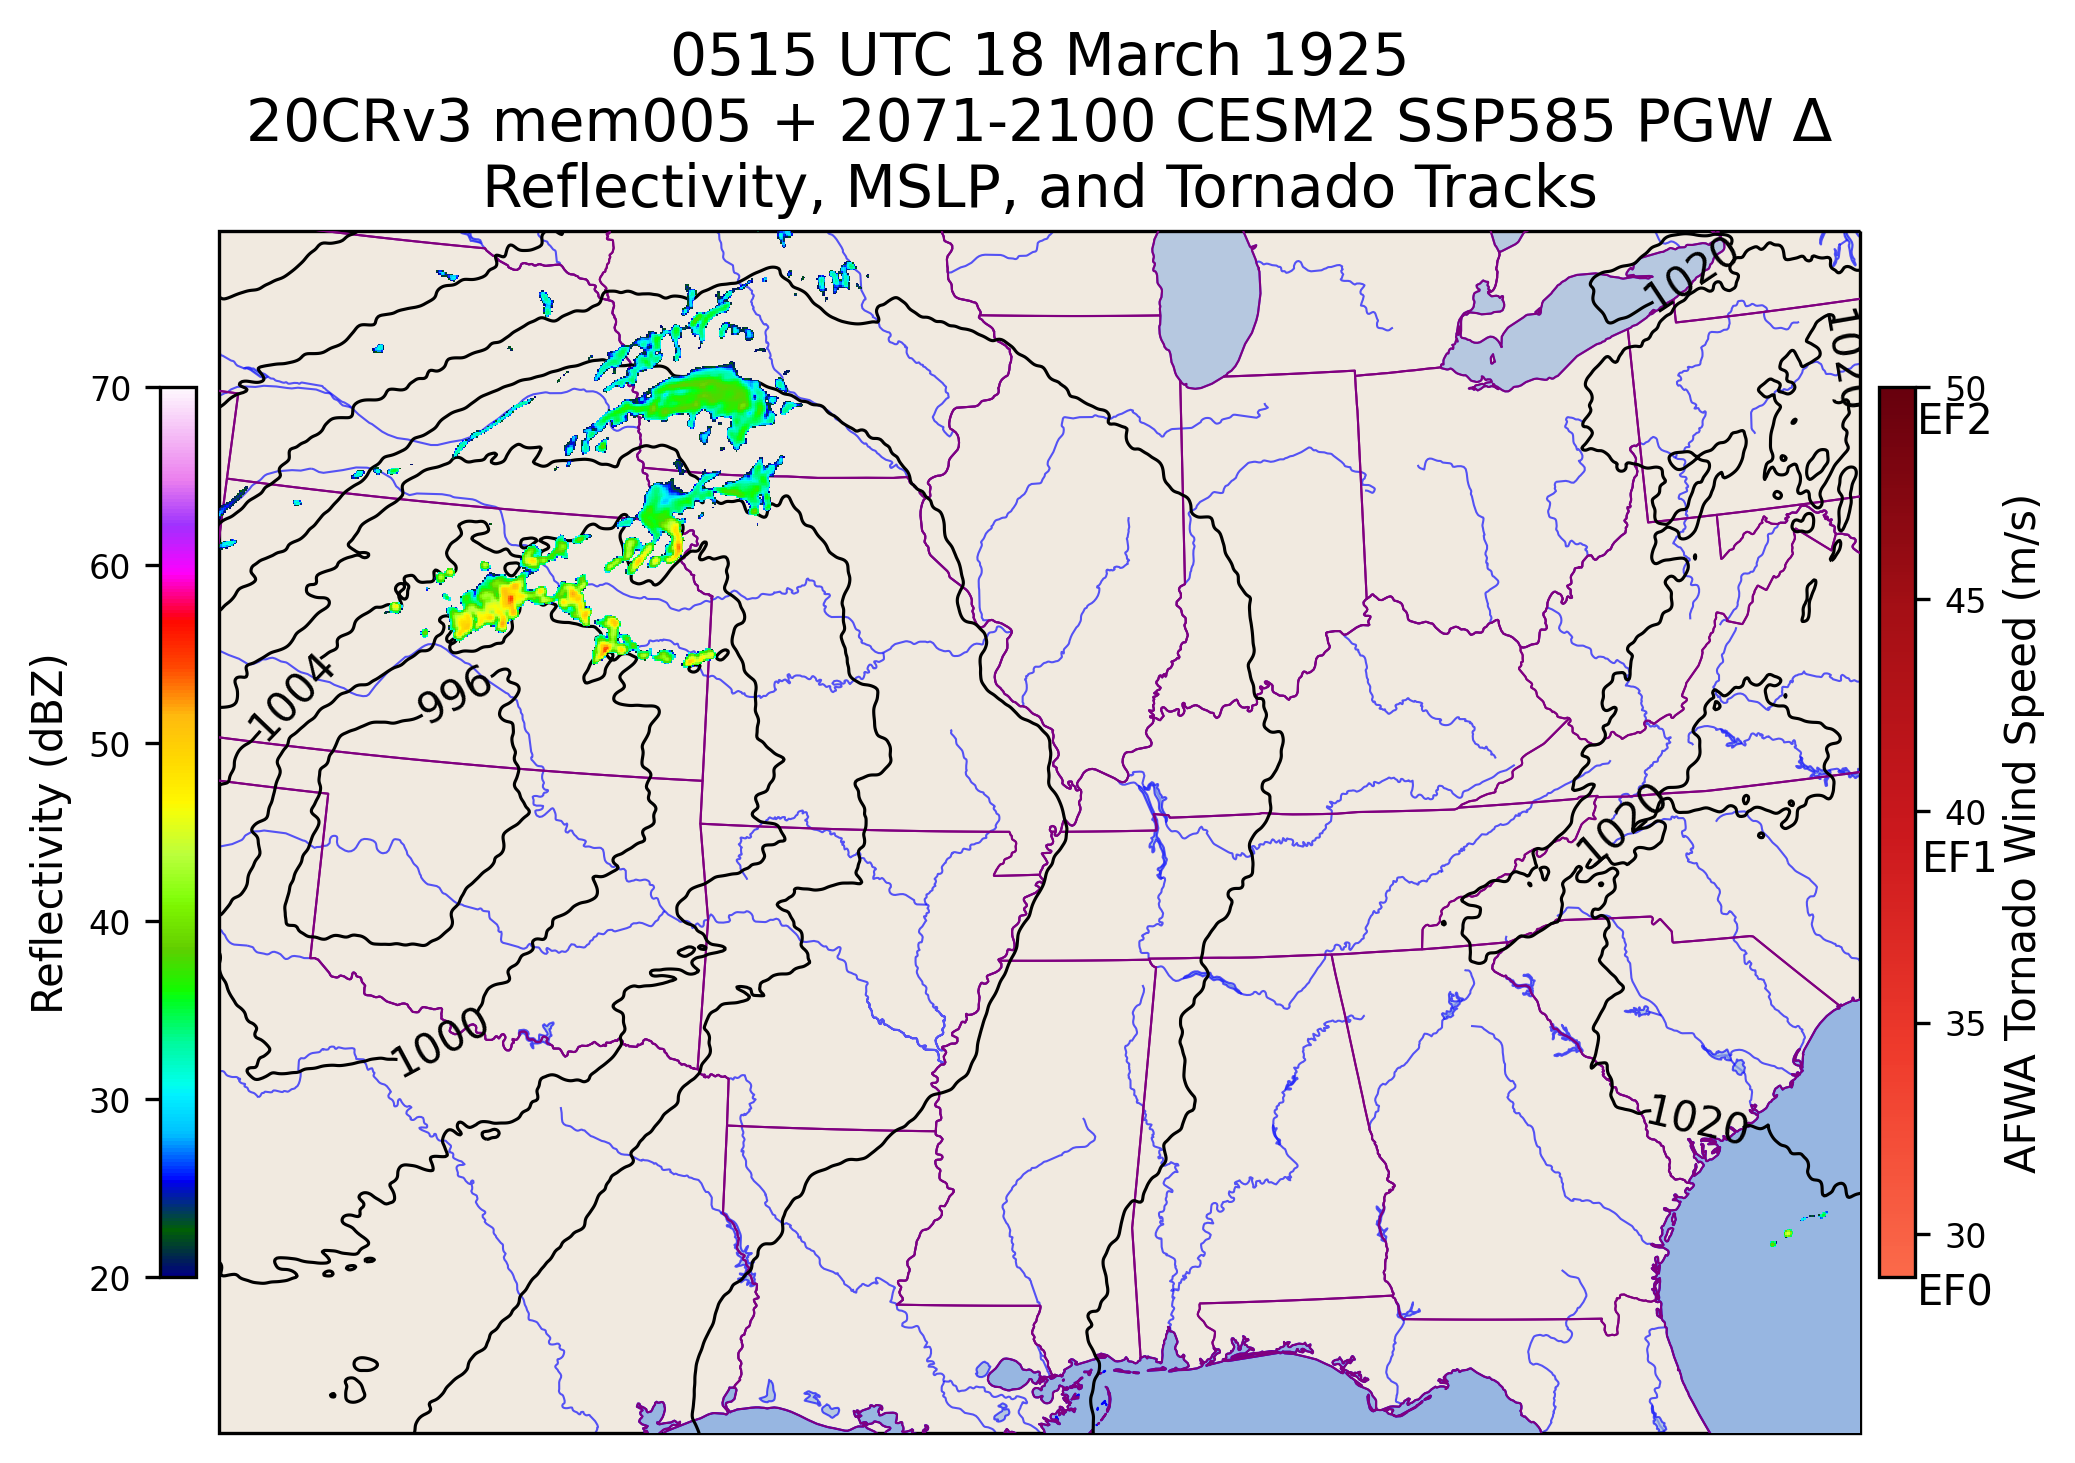 0515 UTC 18 March 1925
20CRv3 mem005 + 2071-2100 CESM2 SSP585 PGW Δ
Reflectivity, MSLP, and Tornado Tracks
1020
1020
1004
996
1020
1000
1020
70
60
50
40
30
20
Reflectivity (dBZ)
50
EF2
45
40
EF1
35
30
EF0
AFWA Tornado Wind Speed (m/s)